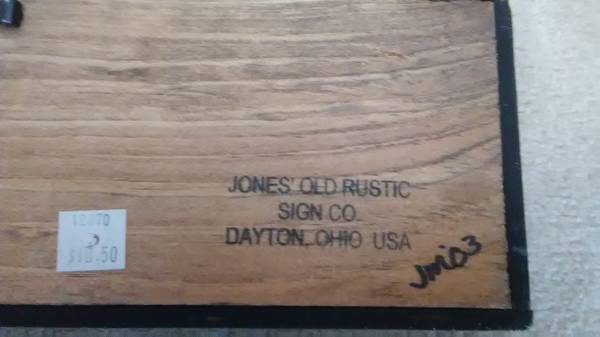 JONES' OLD RUSTIC
SIGN CO.
DAYTON, OHIO USA
$10.50